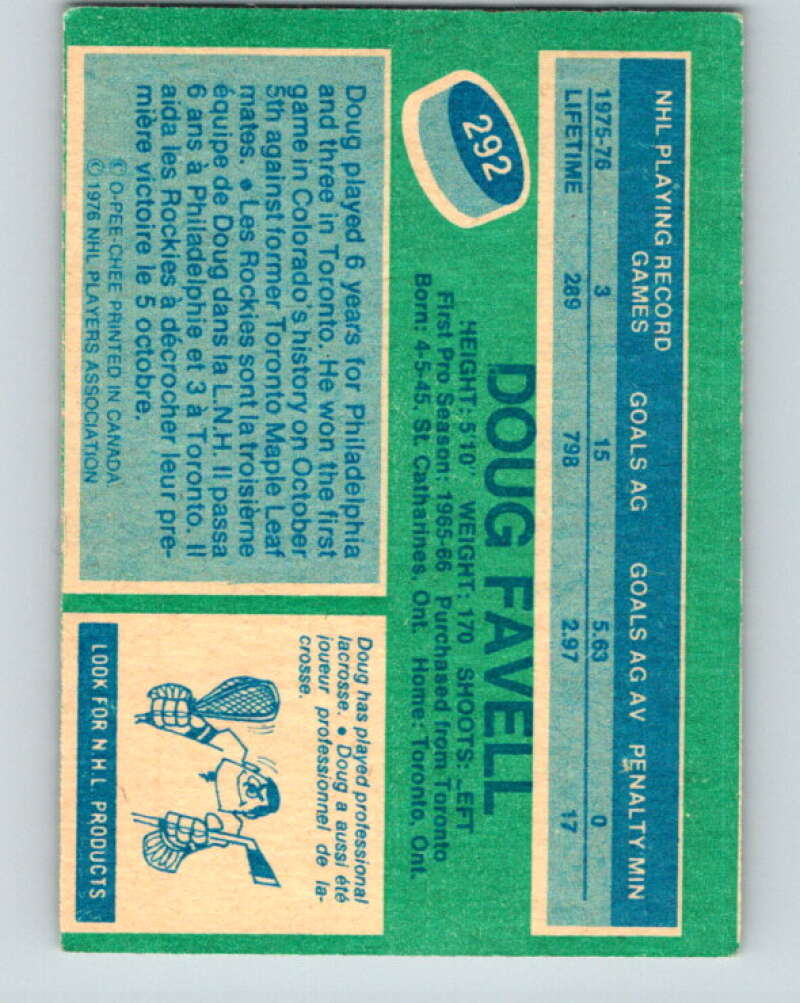 NHL PLAYING RECORD
GAMES GOALS AG GOALS AG AV PENALTY MIN
1975-76 3 15 5.63 0
LIFETIME 289 798 2.97 17
292
DOUG FAVELL
HEIGHT: 5'10" WEIGHT: 170 SHOOTS: LEFT
First Pro Season: 1965-66 Purchased from Toronto
Born: 4-5-45, St. Catharines, Ont. Home: Toronto, Ont.
Doug played 6 years for Philadelphia
and three in Toronto. He won the first
game in Colorado's history on October
5th against former Toronto Maple Leaf
mates. • Les Rockies sont la troisième
équipe de Doug dans la L.N.H. Il passa
6 ans à Philadelphie et 3 à Toronto. Il
aida les Rockies à décrocher leur pre-
mière victoire le 5 octobre.
© O-PEE-CHEE PRINTED IN CANADA
© 1976 NHL PLAYERS ASSOCIATION
Doug has played professional
lacrosse. • Doug a aussi été
joueur professionnel de la-
crosse.
LOOK FOR N.H.L. PRODUCTS